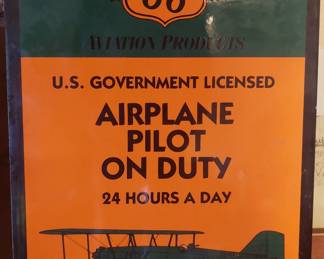 66
AVIATION PRODUCTS
U.S. GOVERNMENT LICENSED
AIRPLANE
PILOT
ON DUTY
24 HOURS A DAY